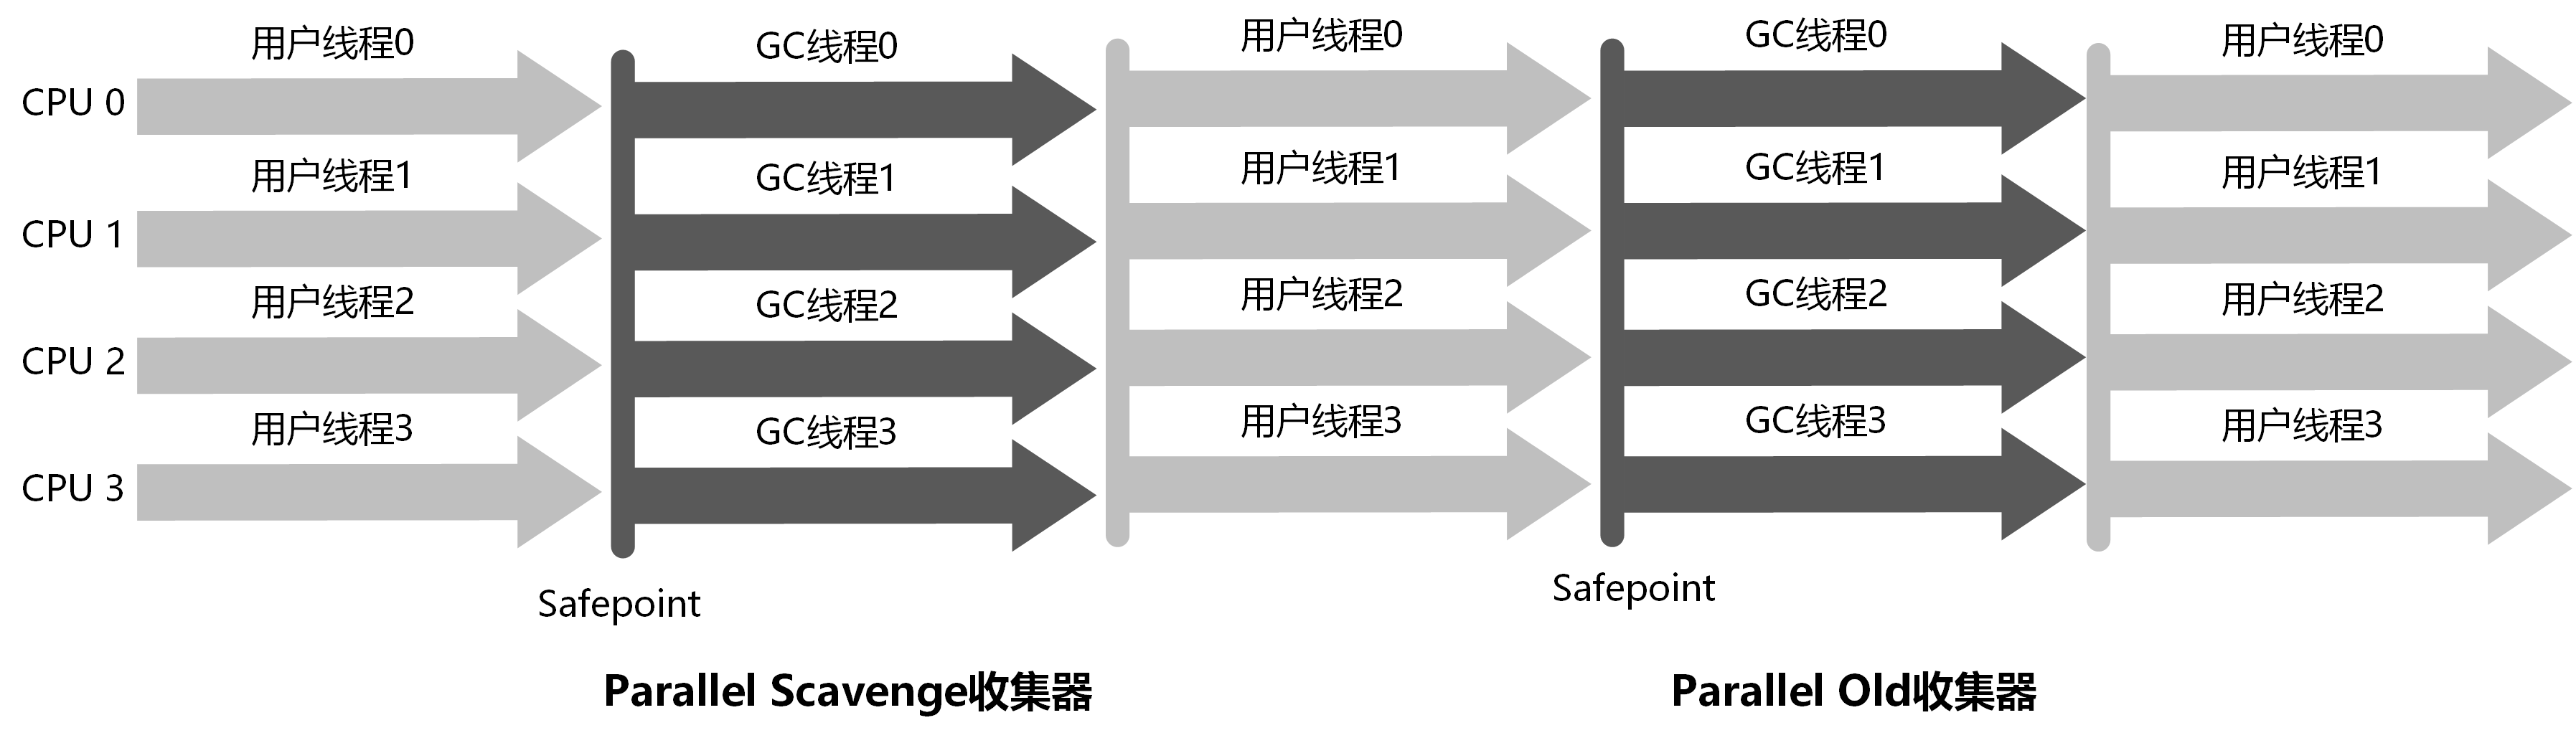 用户线程0 GC线程0 用户线程0 GC线程0 用户线程0
CPU 0
用户线程1 GC线程1 用户线程1 GC线程1 用户线程1
CPU 1
用户线程2 GC线程2 用户线程2 GC线程2 用户线程2
CPU 2
用户线程3 GC线程3 用户线程3 GC线程3 用户线程3
CPU 3
Safepoint Safepoint
Parallel Scavenge收集器 Parallel Old收集器